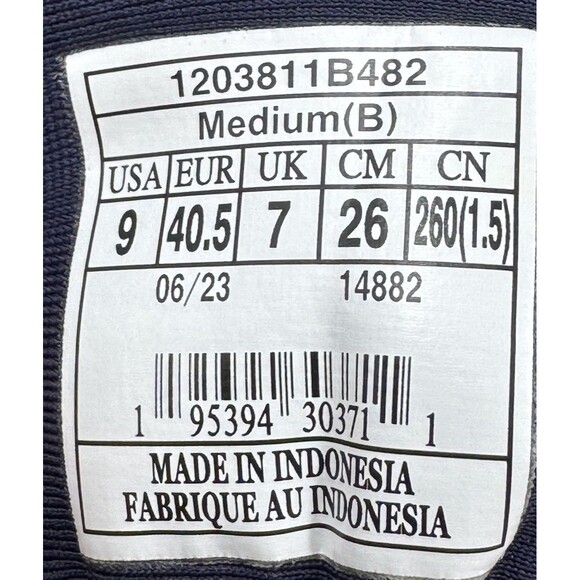 1203811B482
Medium(B)
USA EUR UK CM CN
9 40.5 7 26 260(1.5)
06/23 14882
1 95394 30371 1
MADE IN INDONESIA
FABRIQUE AU INDONESIA